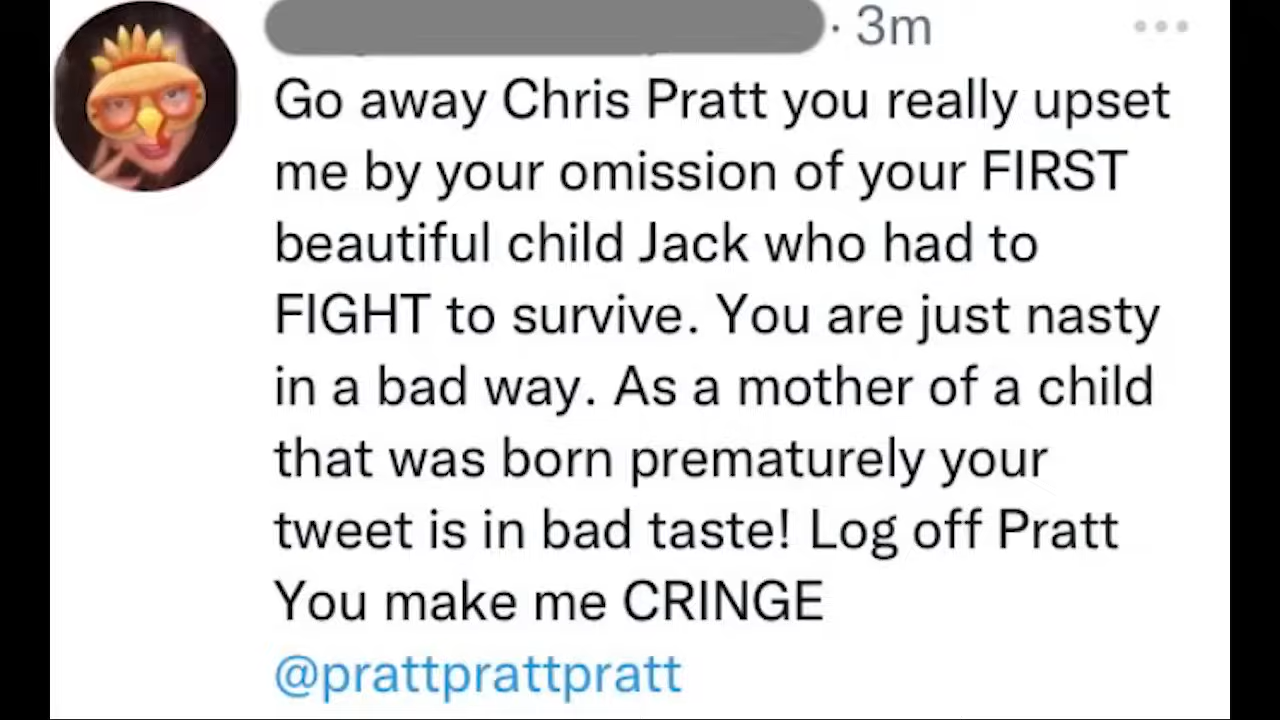 · 3m
Go away Chris Pratt you really upset
me by your omission of your FIRST
beautiful child Jack who had to
FIGHT to survive. You are just nasty
in a bad way. As a mother of a child
that was born prematurely your
tweet is in bad taste! Log off Pratt
You make me CRINGE
@prattprattpratt